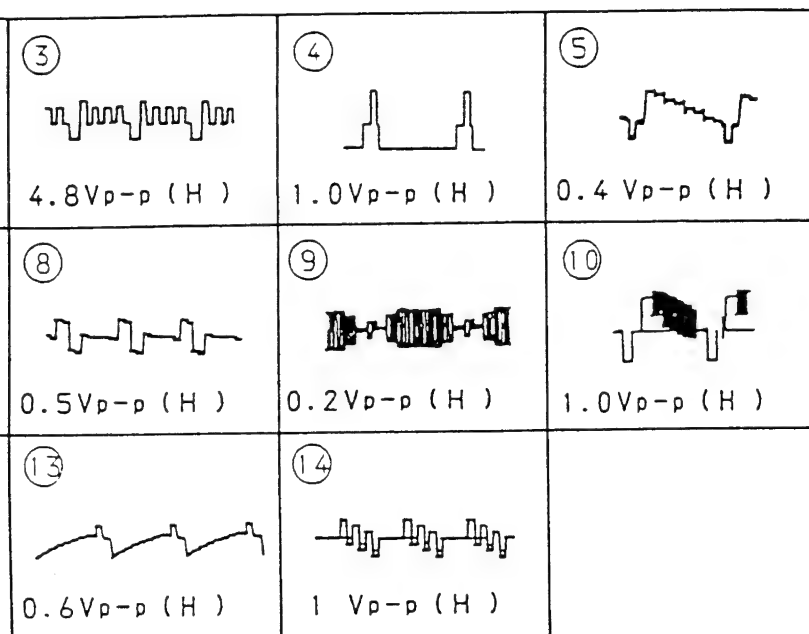 3 4 5
4.8Vp-p (H) 1.0Vp-p (H) 0.4 Vp-p (H)
8 9 10
0.5Vp-p (H) 0.2Vp-p (H) 1.0Vp-p (H)
13 14
0.6Vp-p (H) 1 Vp-p (H)